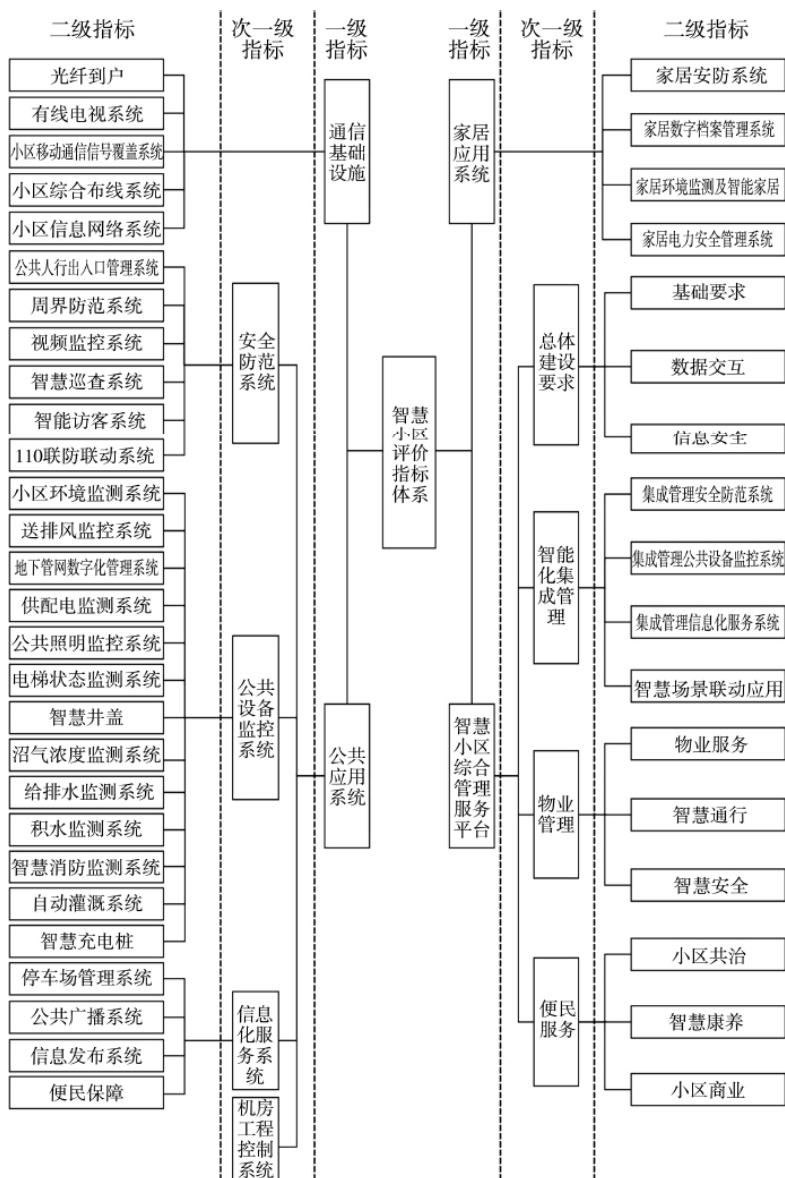 二级指标
次一级
指标
一级
指标
一级
指标
次一级
指标
二级指标
光纤到户
有线电视系统
小区移动通信信号覆盖系统
小区综合布线系统
小区信息网络系统
公共人行出入口管理系统
周界防范系统
视频监控系统
智慧巡查系统
智能访客系统
110联防联动系统
小区环境监测系统
送排风监控系统
地下管网数字化管理系统
供配电监测系统
公共照明监控系统
电梯状态监测系统
智慧井盖
沼气浓度监测系统
给排水监测系统
积水监测系统
智慧消防监测系统
自动灌溉系统
智慧充电桩
停车场管理系统
公共广播系统
信息发布系统
便民保障
安全
防范
系统
公共
设备
监控
系统
信息
化服
务系
统
机房
工程
控制
系统
通信
基础
设施
公共
应用
系统
智慧
小区
评价
指标
体系
家居
应用
系统
智慧
小区
综合
管理
服务
平台
总体
建设
要求
智能
化集
成管
理
物业
管理
便民
服务
家居安防系统
家居数字档案管理系统
家居环境监测及智能家居
家居电力安全管理系统
基础要求
数据交互
信息安全
集成管理安全防范系统
集成管理公共设备监控系统
集成管理信息化服务系统
智慧场景联动应用
物业服务
智慧通行
智慧安全
小区共治
智慧康养
小区商业